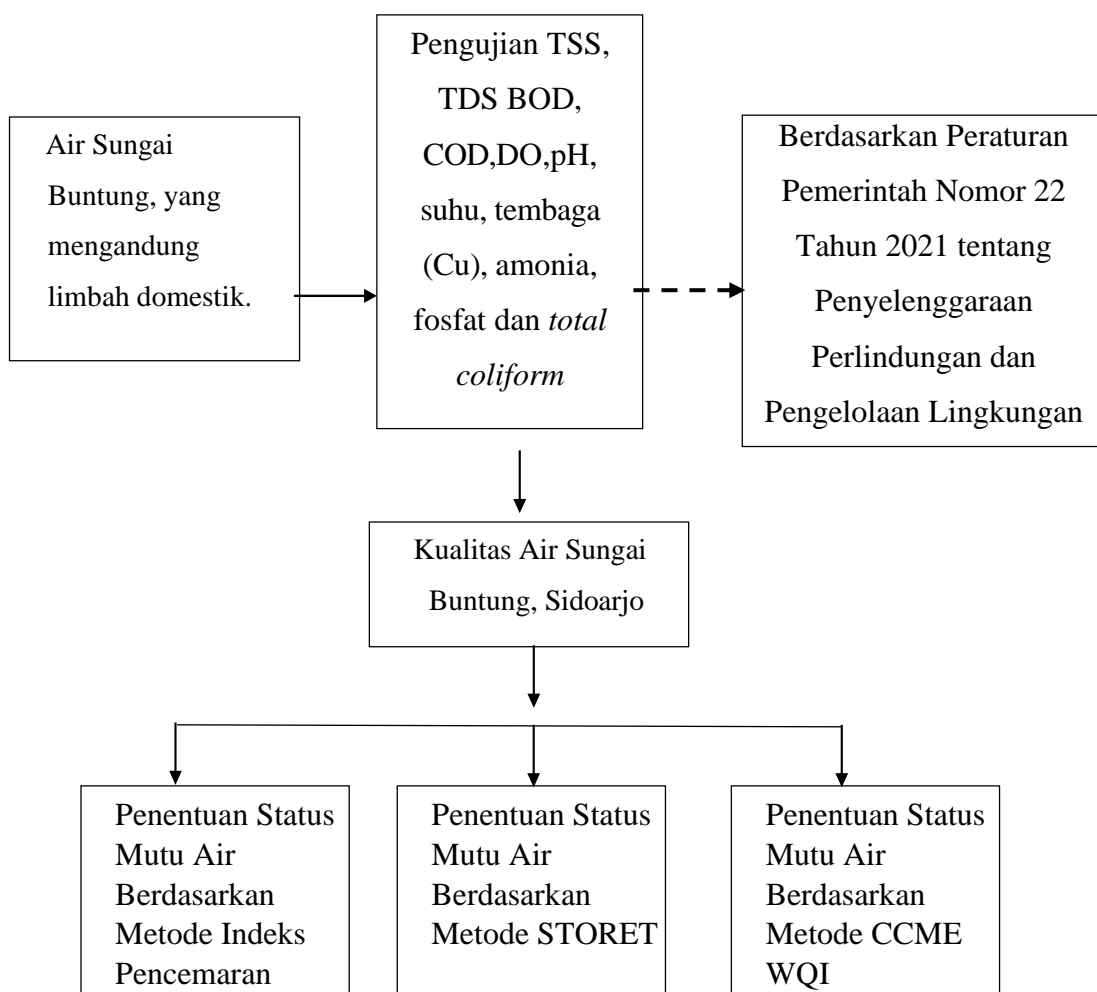 Air Sungai
Buntung, yang
mengandung
limbah domestik.
Pengujian TSS,
TDS BOD,
COD,DO,pH,
suhu, tembaga
(Cu), amonia,
fosfat dan total
coliform
Berdasarkan Peraturan
Pemerintah Nomor 22
Tahun 2021 tentang
Penyelenggaraan
Perlindungan dan
Pengelolaan Lingkungan
Kualitas Air Sungai
Buntung, Sidoarjo
Penentuan Status
Mutu Air
Berdasarkan
Metode Indeks
Pencemaran
Penentuan Status
Mutu Air
Berdasarkan
Metode STORET
Penentuan Status
Mutu Air
Berdasarkan
Metode CCME
WQI